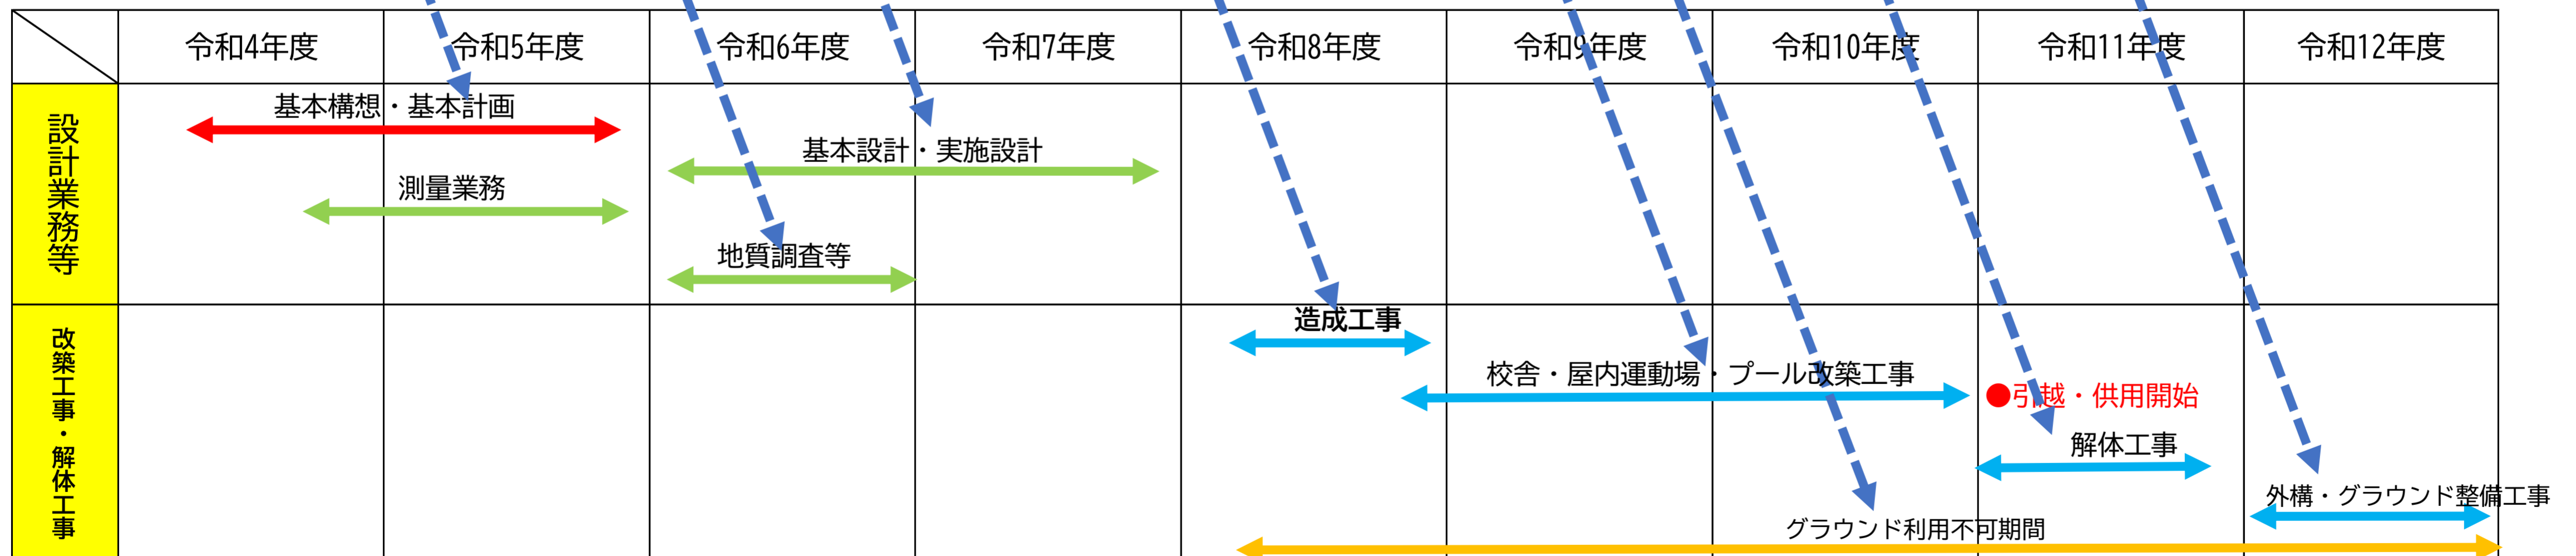 令和4年度
令和5年度
令和6年度
令和7年度
令和8年度
令和9年度
令和10年度
令和11年度
令和12年度
設計業務等
基本構想・基本計画
基本設計・実施設計
測量業務
地質調査等
改築工事・解体工事
造成工事
校舎・屋内運動場・プール改築工事
●引越・供用開始
解体工事
外構・グラウンド整備工事
グラウンド利用不可期間